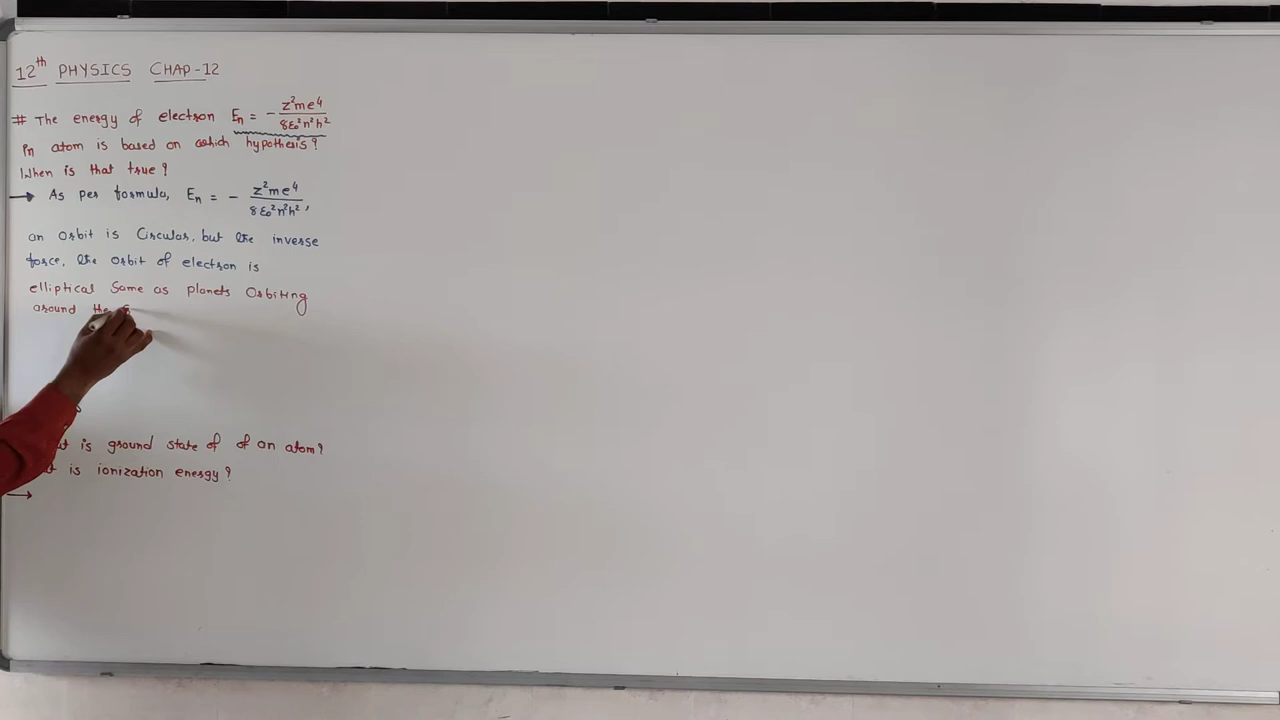 12th PHYSICS CHAP-12
# The energy of electron En = - z²me⁴/8ε₀²n²h²
in atom is based on which hypothesis?
When is that true?
→ As per formula, En = - z²me⁴/8ε₀²n²h²,
an orbit is Circular, but the inverse
force, the orbit of electron is
elliptical Same as planets Orbiting
around the
is ground state of of an atom?
is ionization energy?
→